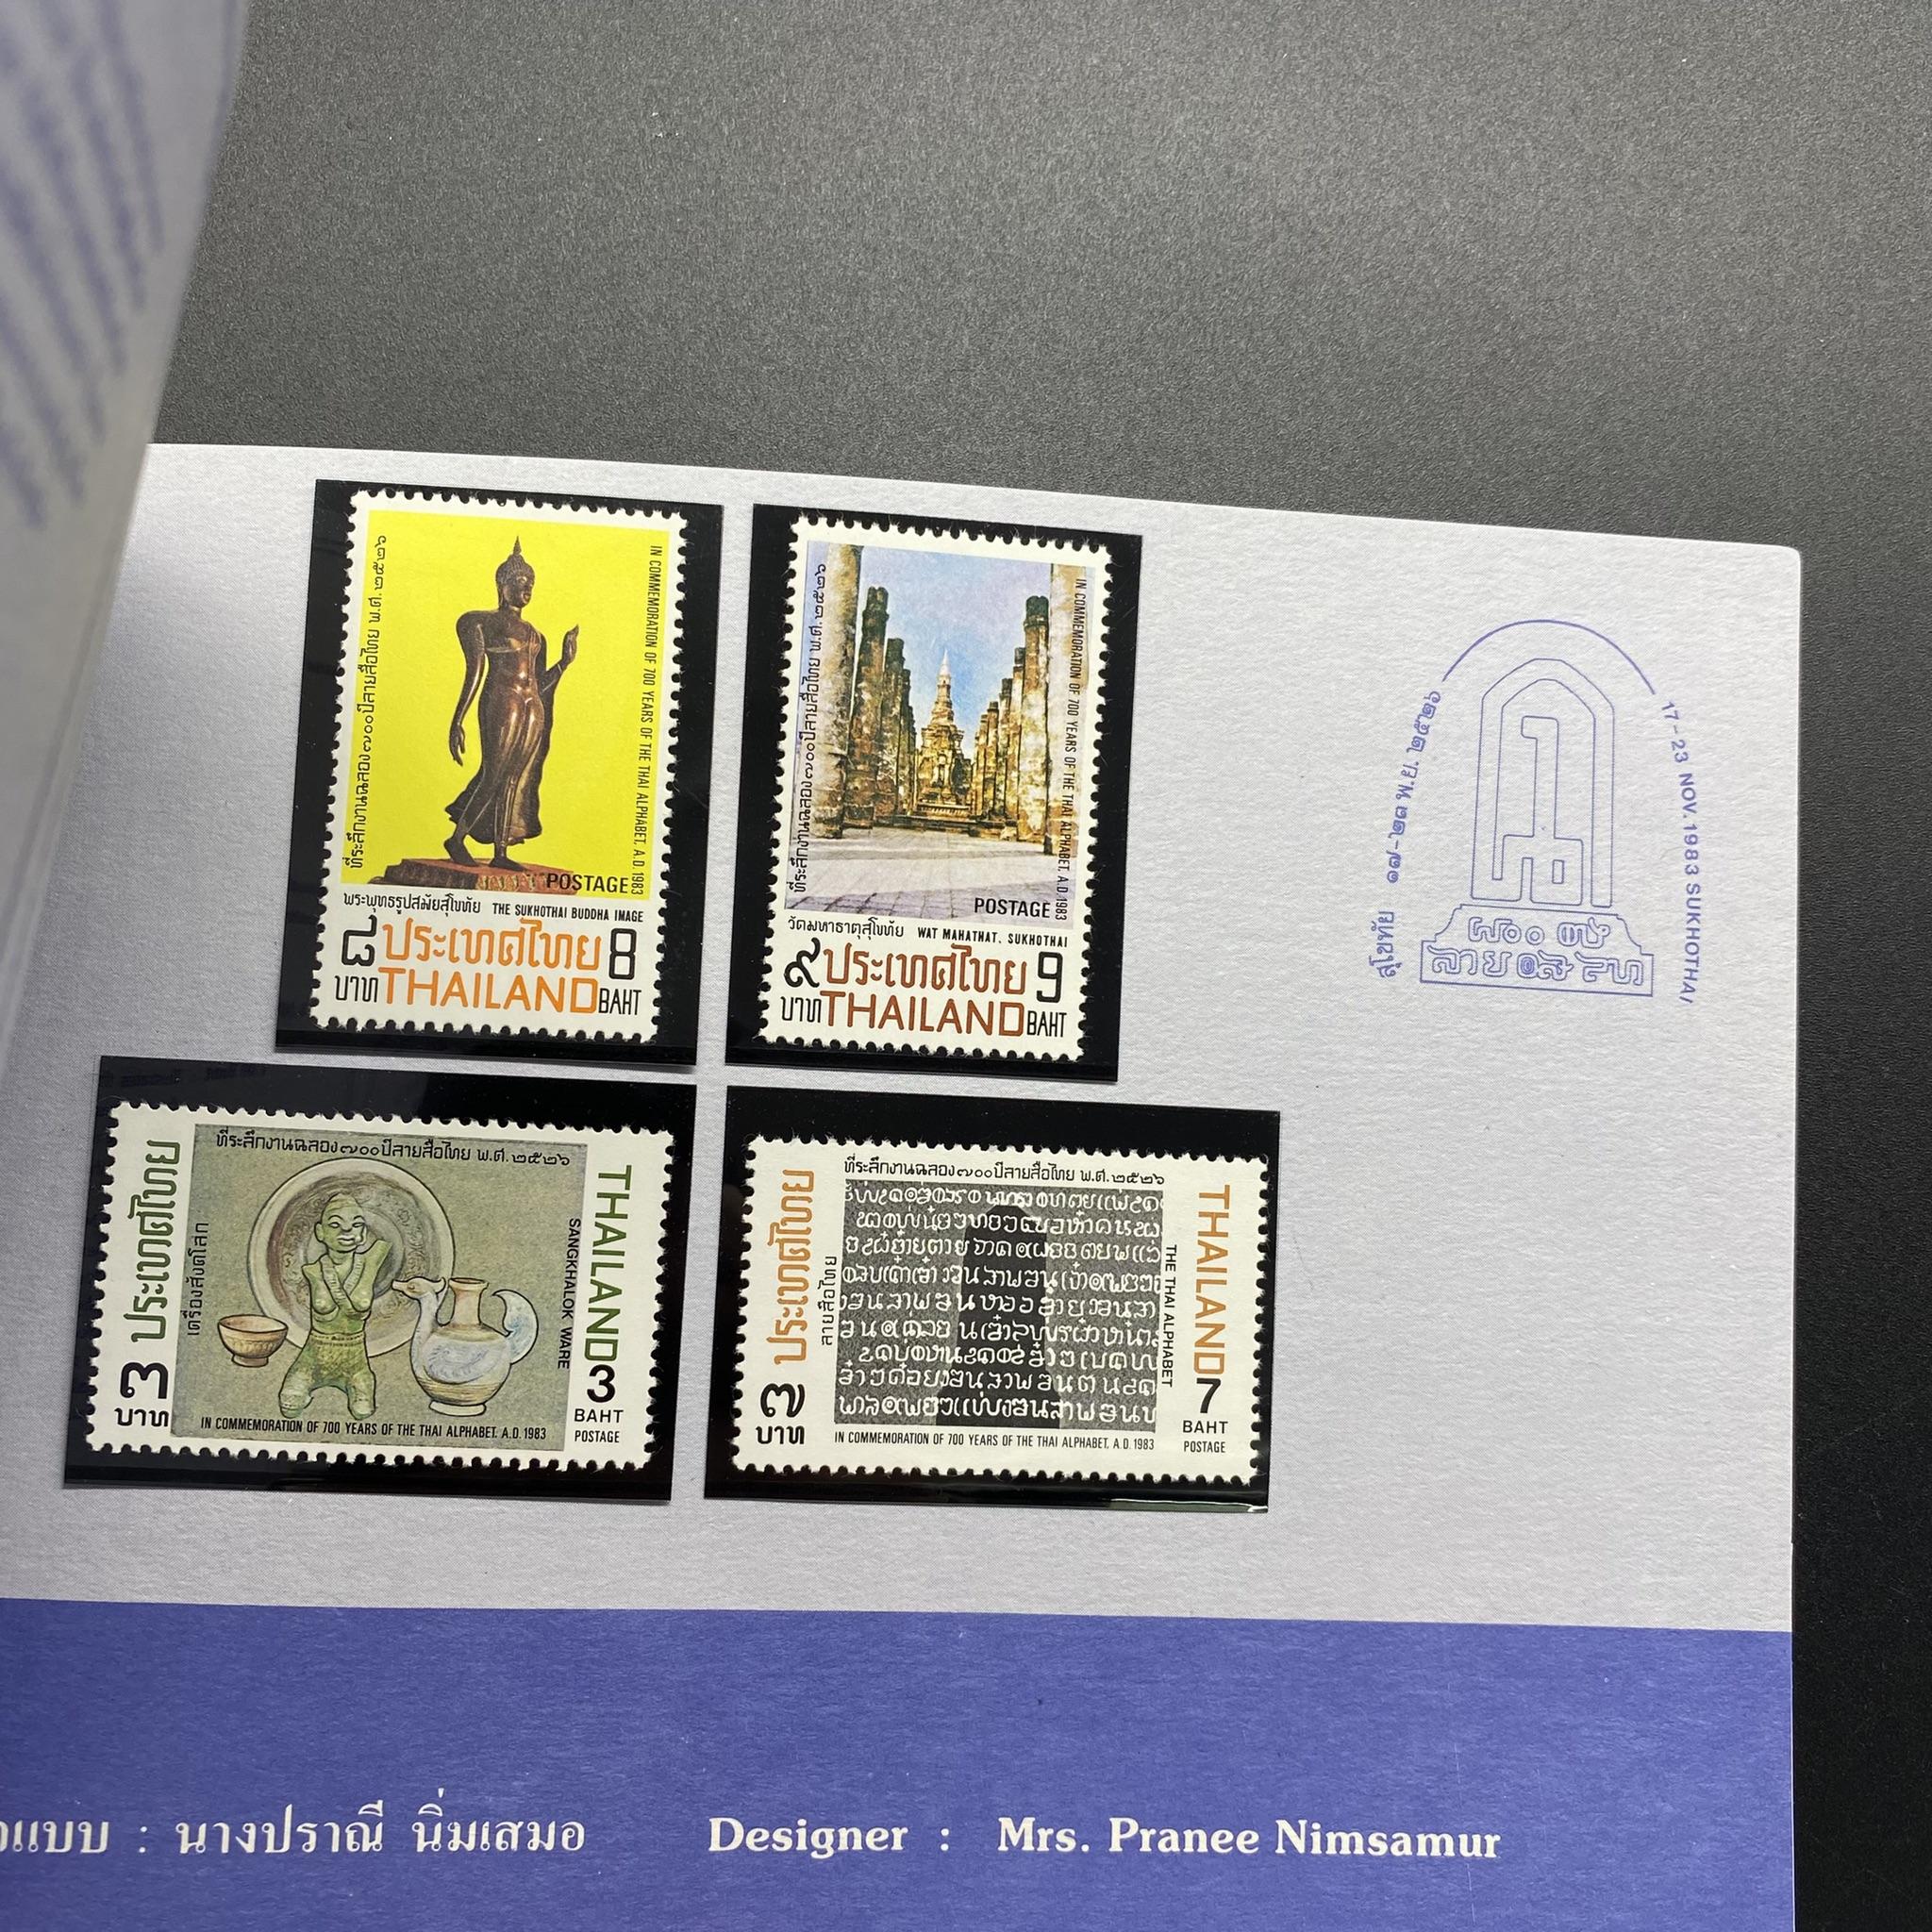 ที่ระลึกงานฉลอง๗๐๐ปีลายสือไทย พ.ศ.๒๕๒๖
IN COMMEMORATION OF 700 YEARS OF THE THAI ALPHABET, A.D.1983
POSTAGE
พระพุทธรูปสมัยสุโขทัย THE SUKHOTHAI BUDDHA IMAGE
๘ ประเทศไทย 8
บาท THAILAND BAHT
ที่ระลึกงานฉลอง๗๐๐ปีลายสือไทย พ.ศ.๒๕๒๖
IN COMMEMORATION OF 700 YEARS OF THE THAI ALPHABET, A.D.1983
POSTAGE
วัดมหาธาตุสุโขทัย WAT MAHATHAT, SUKHOTHAI
๙ ประเทศไทย 9
บาท THAILAND BAHT
17-23 NOV. 1983 SUKHOTHAI
สุโขทัย
๗๐๐ ปี
ลายสือไท
ที่ระลึกงานฉลอง๗๐๐ปีลายสือไทย พ.ศ.๒๕๒๖
ประเทศไทย
เครื่องสังคโลก
๓
บาท
THAILAND
SANGKHALOK WARE
3
BAHT
POSTAGE
IN COMMEMORATION OF 700 YEARS OF THE THAI ALPHABET, A.D.1983
ที่ระลึกงานฉลอง๗๐๐ปีลายสือไทย พ.ศ.๒๕๒๖
ประเทศไทย
ลายสือไทย
๗
บาท
THAILAND
THE THAI ALPHABET
7
BAHT
POSTAGE
IN COMMEMORATION OF 700 YEARS OF THE THAI ALPHABET, A.D.1983
แบบ : นางปราณี นิ่มเสมอ
Designer : Mrs. Pranee Nimsamur